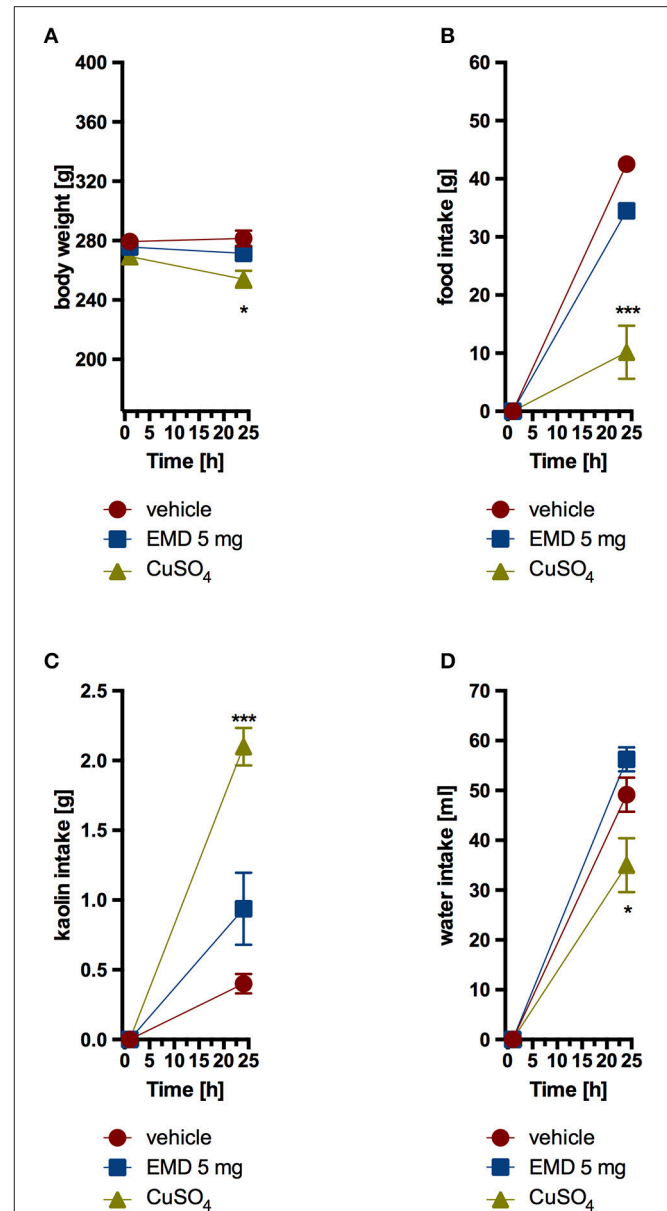 A
B
400
360
320
280
260
200
body weight [g]
0 5 10 15 20 25
Time [h]
*
vehicle
EMD 5 mg
CuSO4
60
50
40
30
20
10
0
food intake [g]
0 5 10 15 20 25
Time [h]
***
vehicle
EMD 5 mg
CuSO4
C
D
2.5
2.0
1.5
1.0
0.5
0.0
kaolin intake [g]
0 5 10 15 20 25
Time [h]
***
vehicle
EMD 5 mg
CuSO4
70
60
50
40
30
20
10
0
water intake [ml]
0 5 10 15 20 25
Time [h]
*
vehicle
EMD 5 mg
CuSO4